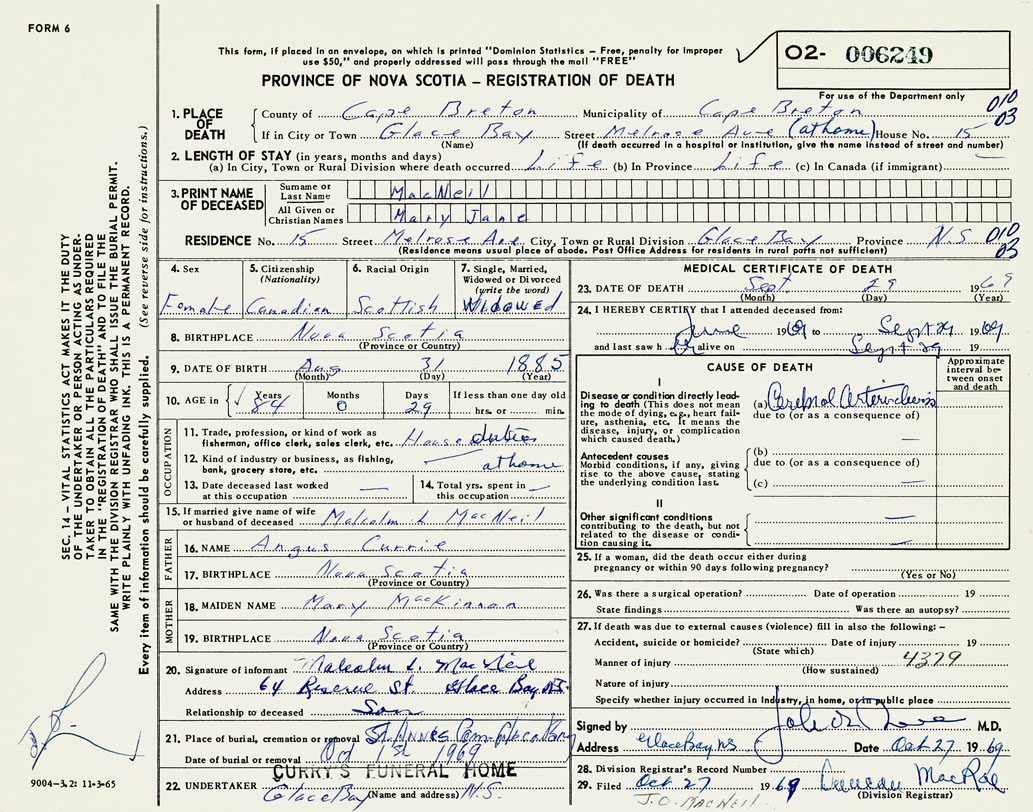 FORM 6
This form, if placed in an envelope, on which is printed "Dominion Statistics – Free, penalty for improper
use $50," and properly addressed will pass through the mail "FREE"
PROVINCE OF NOVA SCOTIA – REGISTRATION OF DEATH
O2- 006249
For use of the Department only
010
03
1. PLACE OF DEATH
County of Cape Breton Municipality of Cape Breton
If in City or Town Glace Bay Street Melrose Ave (at home) House No. 15
(Name) (If death occurred in a hospital or institution, give the name instead of street and number)
2. LENGTH OF STAY (in years, months and days)
(a) In City, Town or Rural Division where death occurred Life (b) In Province Life (c) In Canada (if immigrant) —
3. PRINT NAME OF DECEASED
Surname or Last Name MacNeil
All Given or Christian Names Mary Jane
RESIDENCE No. 15 Street Melrose Ave City, Town or Rural Division Glace Bay Province N.S 010
03
(Residence means usual place of abode. Post Office Address for residents in rural parts not sufficient)
4. Sex Female
5. Citizenship (Nationality) Canadian
6. Racial Origin Scottish
7. Single, Married, Widowed or Divorced (write the word) Widowed
8. BIRTHPLACE Nova Scotia
(Province or Country)
9. DATE OF BIRTH Aug 31 1885
(Month) (Day) (Year)
10. AGE in Years 84 Months 0 Days 29 If less than one day old hrs. or min.
OCCUPATION
11. Trade, profession, or kind of work as
fisherman, office clerk, sales clerk, etc. House duties
12. Kind of industry or business, as fishing,
bank, grocery store, etc. at home
13. Date deceased last worked
at this occupation —
14. Total yrs. spent in
this occupation —
15. If married give name of wife
or husband of deceased Malcolm L MacNeil
FATHER
16. NAME Angus Currie
17. BIRTHPLACE Nova Scotia
(Province or Country)
MOTHER
18. MAIDEN NAME Mary MacKinnon
19. BIRTHPLACE Nova Scotia
(Province or Country)
20. Signature of informant Malcolm L. MacNeil
Address 64 Reserve St Glace Bay N.S.
Relationship to deceased Son
21. Place of burial, cremation or removal St Annes Cem. Glace Bay
Date of burial or removal Oct 1st 1969
CURRY'S FUNERAL HOME
22. UNDERTAKER Glace Bay N.S.
(Name and address)
MEDICAL CERTIFICATE OF DEATH
23. DATE OF DEATH Sept 29 1969
(Month) (Day) (Year)
24. I HEREBY CERTIFY that I attended deceased from:
June 1969 to Sept 29 1969
and last saw her alive on Sept 29 19
CAUSE OF DEATH
Approximate interval between onset and death
I
Disease or condition directly leading to death (This does not mean
the mode of dying, e.g., heart failure, asthenia, etc. It means the
disease, injury, or complication
which caused death.)
(a) Cerebral
due to (or as a consequence of)
—
Antecedent causes
Morbid conditions, if any, giving
rise to the above cause, stating
the underlying condition last.
(b)
due to (or as a consequence of)
(c) —
II
Other significant conditions
contributing to the death, but not
related to the disease or condition causing it.
25. If a woman, did the death occur either during
pregnancy or within 90 days following pregnancy?
(Yes or No)
26. Was there a surgical operation? Date of operation 19
State findings Was there an autopsy?
27. If death was due to external causes (violence) fill in also the following: –
Accident, suicide or homicide? Date of injury 19
(State which)
Manner of injury 4379
(How sustained)
Nature of injury
Specify whether injury occurred in Industry, in home, or in public place
Signed by M.D.
Address Glace Bay NS Date Oct 27 1969
28. Division Registrar's Record Number
29. Filed Oct 27 1969 Duncan MacRae
(Division Registrar)
J.O. MacNeil
SEC. 14 – VITAL STATISTICS ACT MAKES IT THE DUTY
OF THE UNDERTAKER OR PERSON ACTING AS UNDER-
TAKER TO OBTAIN ALL THE PARTICULARS REQUIRED
IN THE "REGISTRATION OF DEATH" AND TO FILE THE
SAME WITH THE DIVISION REGISTRAR WHO SHALL ISSUE THE BURIAL PERMIT.
WRITE PLAINLY WITH UNFADING INK. THIS IS A PERMANENT RECORD.
Every item of information should be carefully supplied. (See reverse side for instructions.)
9004–3.2: 11-3-65